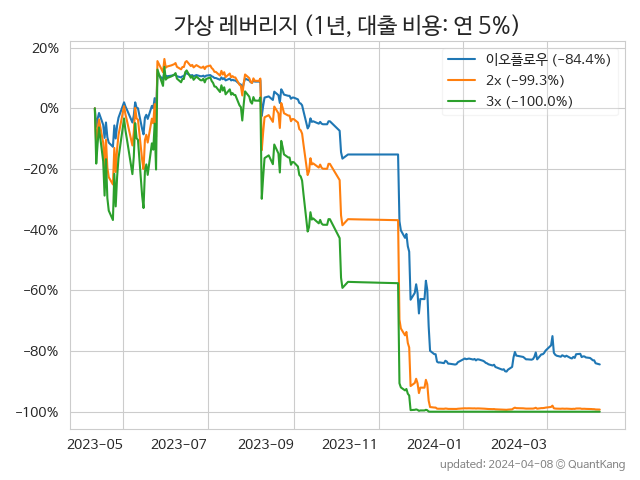 가상 레버리지 (1년, 대출 비용: 연 5%)
이오플로우 (−84.4%)
2x (−99.3%)
3x (−100.0%)
20%
0%
−20%
−40%
−60%
−80%
−100%
2023-05 2023-07 2023-09 2023-11 2024-01 2024-03
updated: 2024-04-08 © QuantKang